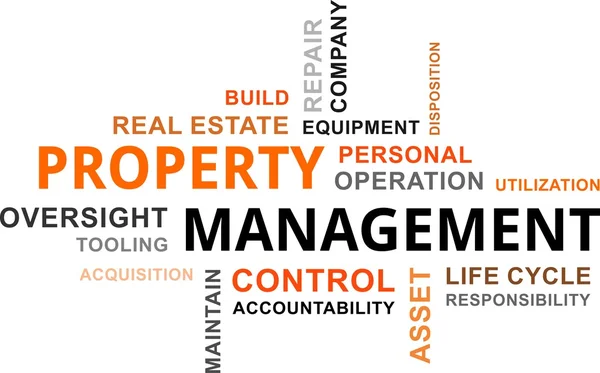 REPAIR
COMPANY
DISPOSITION
BUILD
REAL ESTATE
EQUIPMENT
PROPERTY
PERSONAL
OPERATION
UTILIZATION
OVERSIGHT
MANAGEMENT
TOOLING
ACQUISITION
MAINTAIN
CONTROL
ACCOUNTABILITY
ASSET
LIFE CYCLE
RESPONSIBILITY